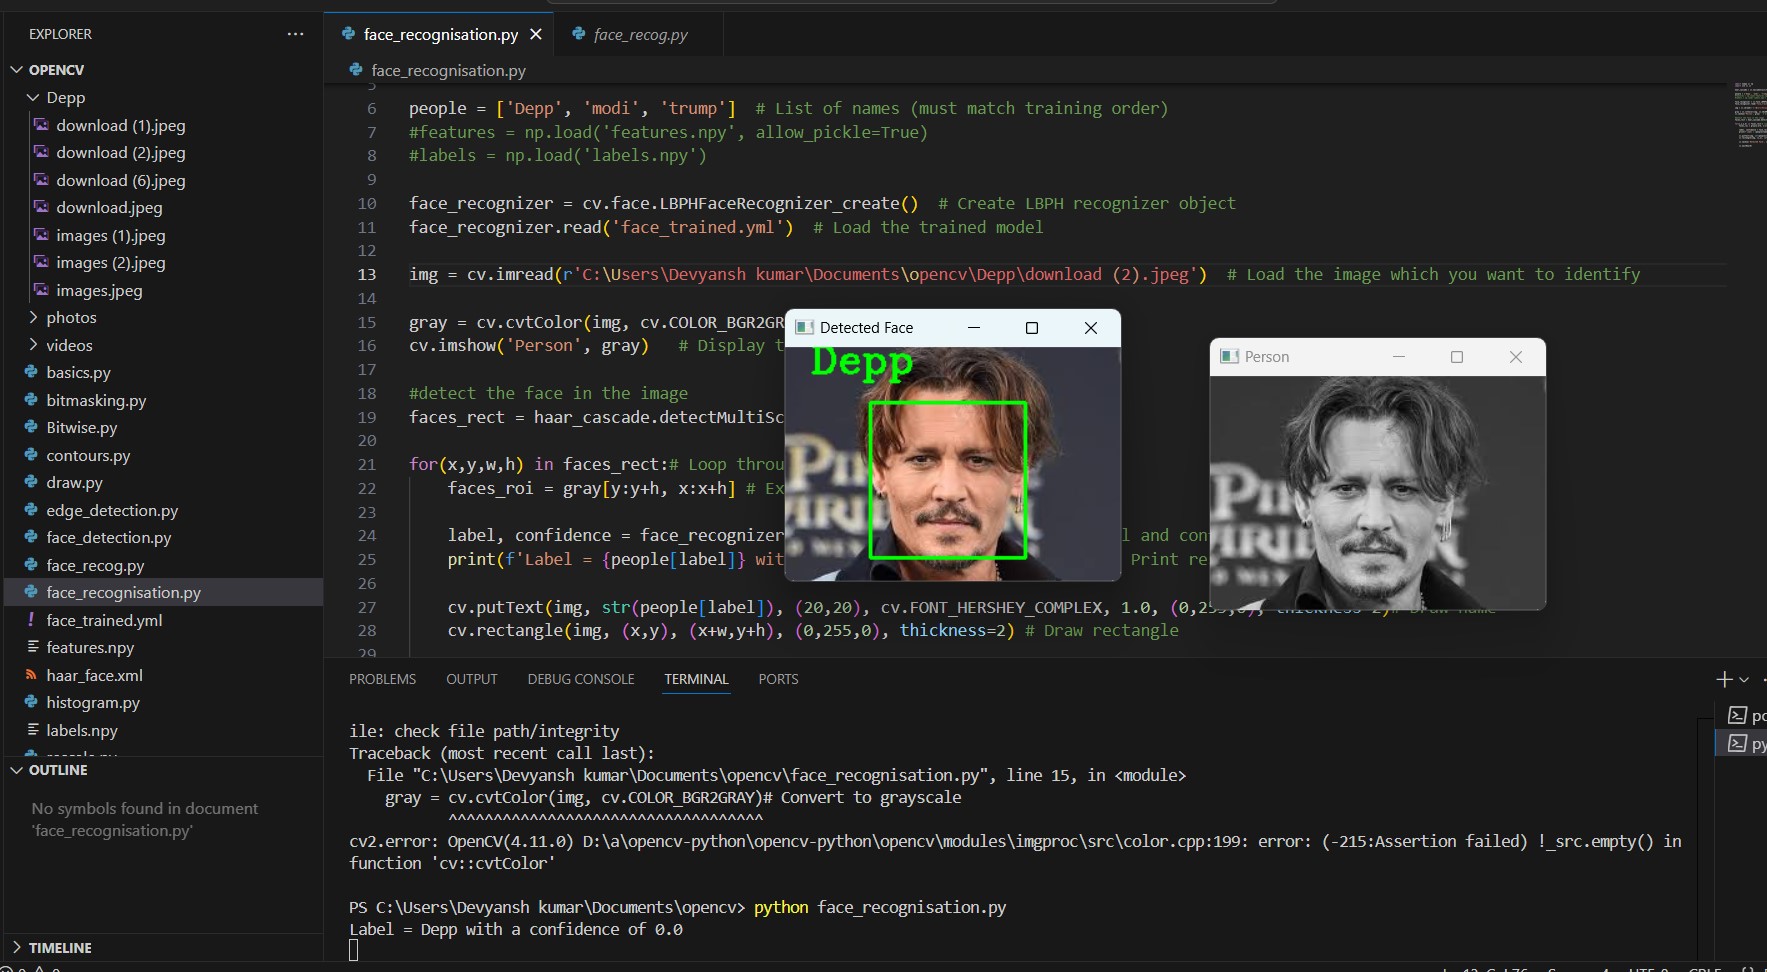 EXPLORER
···
OPENCV
Depp
download (1).jpeg
download (2).jpeg
download (6).jpeg
download.jpeg
images (1).jpeg
images (2).jpeg
images.jpeg
photos
videos
basics.py
bitmasking.py
Bitwise.py
contours.py
draw.py
edge_detection.py
face_detection.py
face_recog.py
face_recognisation.py
face_trained.yml
features.npy
haar_face.xml
histogram.py
labels.npy
OUTLINE
No symbols found in document
'face_recognisation.py'
TIMELINE
face_recognisation.py
face_recog.py
face_recognisation.py
5
6 people = ['Depp', 'modi', 'trump'] # List of names (must match training order)
7 #features = np.load('features.npy', allow_pickle=True)
8 #labels = np.load('labels.npy')
9
10 face_recognizer = cv.face.LBPHFaceRecognizer_create() # Create LBPH recognizer object
11 face_recognizer.read('face_trained.yml') # Load the trained model
12
13 img = cv.imread(r'C:\Users\Devyansh kumar\Documents\opencv\Depp\download (2).jpeg') # Load the image which you want to identify
14
15 gray = cv.cvtColor(img, cv.COLOR_BGR2GR
16 cv.imshow('Person', gray) # Display t
17
18 #detect the face in the image
19 faces_rect = haar_cascade.detectMultiSc
20
21 for(x,y,w,h) in faces_rect:# Loop throu
22 faces_roi = gray[y:y+h, x:x+h] # Ex
23
24 label, confidence = face_recognizer l and con
25 print(f'Label = {people[label]} wit Print re
26
27 cv.putText(img, str(people[label]), (20,20), cv.FONT_HERSHEY_COMPLEX, 1.0, (0,255,0), thickness=2)# Draw name
28 cv.rectangle(img, (x,y), (x+w,y+h), (0,255,0), thickness=2) # Draw rectangle
29
Detected Face
Depp
Person
PROBLEMS
OUTPUT
DEBUG CONSOLE
TERMINAL
PORTS
ile: check file path/integrity
Traceback (most recent call last):
File "C:\Users\Devyansh kumar\Documents\opencv\face_recognisation.py", line 15, in <module>
gray = cv.cvtColor(img, cv.COLOR_BGR2GRAY)# Convert to grayscale
^^^^^^^^^^^^^^^^^^^^^^^^^^^^^^^^^
cv2.error: OpenCV(4.11.0) D:\a\opencv-python\opencv-python\opencv\modules\imgproc\src\color.cpp:199: error: (-215:Assertion failed) !_src.empty() in
function 'cv::cvtColor'
PS C:\Users\Devyansh kumar\Documents\opencv> python face_recognisation.py
Label = Depp with a confidence of 0.0